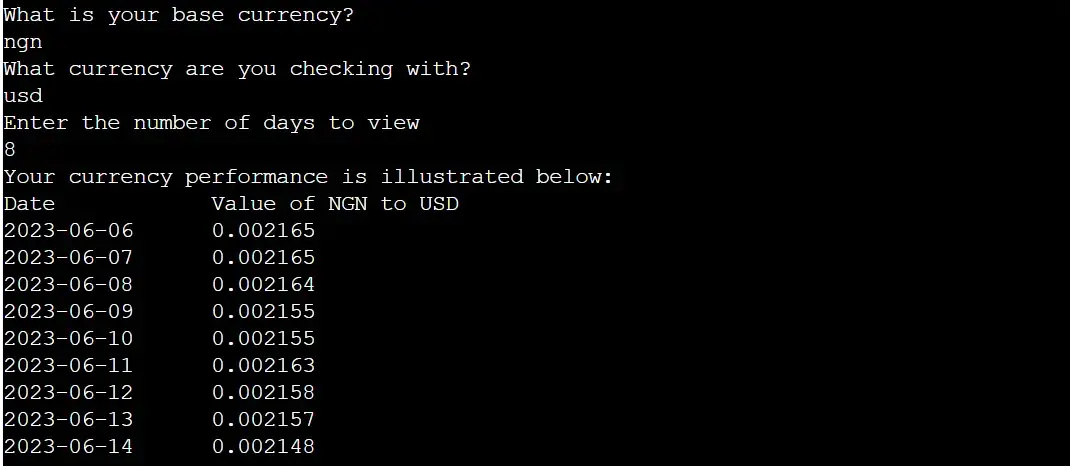 What is your base currency?
ngn
What currency are you checking with?
usd
Enter the number of days to view
8
Your currency performance is illustrated below:
Date Value of NGN to USD
2023-06-06 0.002165
2023-06-07 0.002165
2023-06-08 0.002164
2023-06-09 0.002155
2023-06-10 0.002155
2023-06-11 0.002163
2023-06-12 0.002158
2023-06-13 0.002157
2023-06-14 0.002148